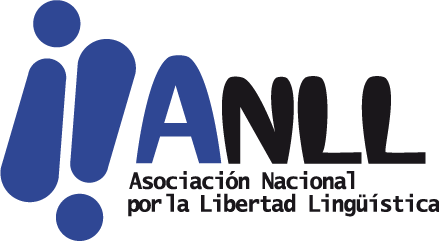 ANLL
Asociación Nacional
por la Libertad Lingüística